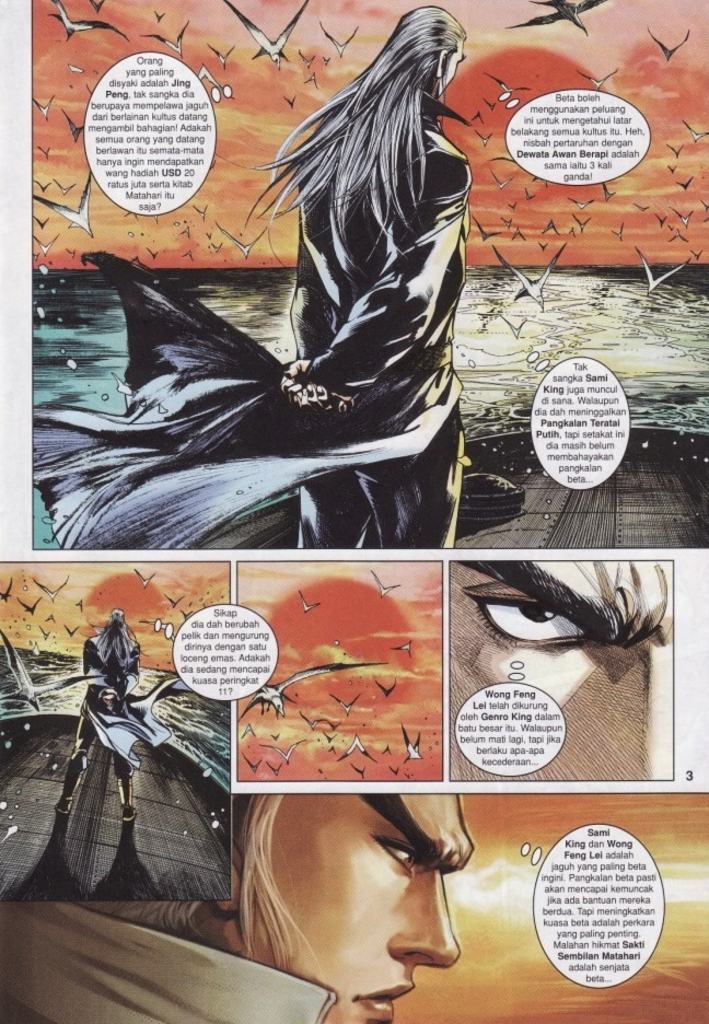 Orang
yang paling
disyaki adalah Jing
Peng, tak sangka dia
berupaya mempelawa jaguh
dari berlainan kultus datang
mengambil bahagian! Adakah
semua orang yang datang
berlawan itu semata-mata
hanya ingin mendapatkan
wang hadiah USD 20
ratus juta serta kitab
Matahari itu
saja?
Beta boleh
menggunakan peluang
ini untuk mengetahui latar
belakang semua kultus itu. Heh,
nisbah pertaruhan dengan
Dewata Awan Berapi adalah
sama iaitu 3 kali
ganda!
Tak
sangka Sami
King juga muncul
di sana. Walaupun
dia dah meninggalkan
Pangkalan Teratai
Putih, tapi setakat ini
dia masih belum
membahayakan
pangkalan
beta...
Sikap
dia dah berubah
pelik dan mengurung
dirinya dengan satu
loceng emas. Adakah
dia sedang mencapai
kuasa peringkat
11?
Wong Feng
Lei telah dikurung
oleh Genro King dalam
batu besar itu. Walaupun
belum mati lagi, tapi jika
berlaku apa-apa
kecederaan...
3
Sami
King dan Wong
Feng Lei adalah
jaguh yang paling beta
ingini. Pangkalan beta pasti
akan mencapai kemuncak
jika ada bantuan mereka
berdua. Tapi meningkatkan
kuasa beta adalah perkara
yang paling penting.
Malahan hikmat Sakti
Sembilan Matahari
adalah senjata
beta...